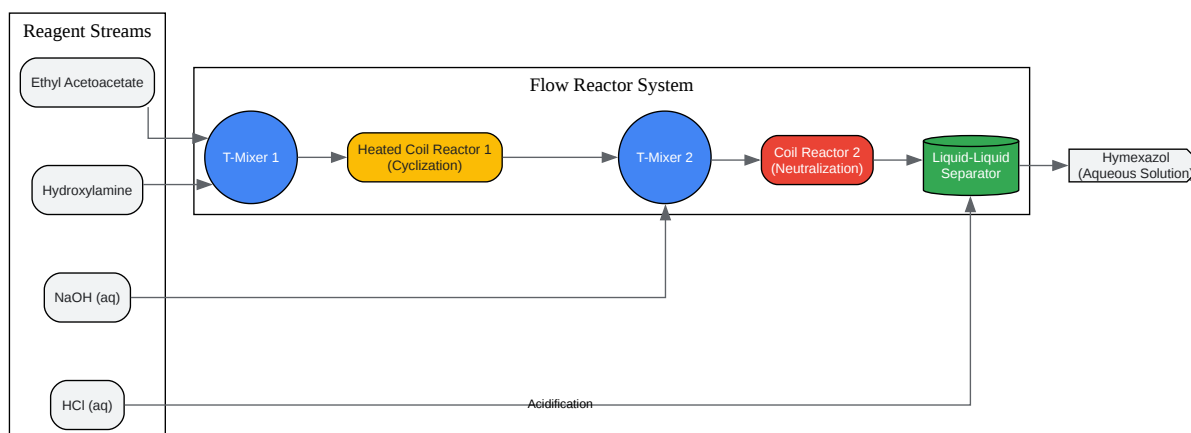 Reagent Streams
Ethyl Acetoacetate
Hydroxylamine
NaOH (aq)
HCl (aq)
Flow Reactor System
T-Mixer 1
Heated Coil Reactor 1
(Cyclization)
T-Mixer 2
Coil Reactor 2
(Neutralization)
Liquid-Liquid
Separator
Hymexazol
(Aqueous Solution)
Acidification